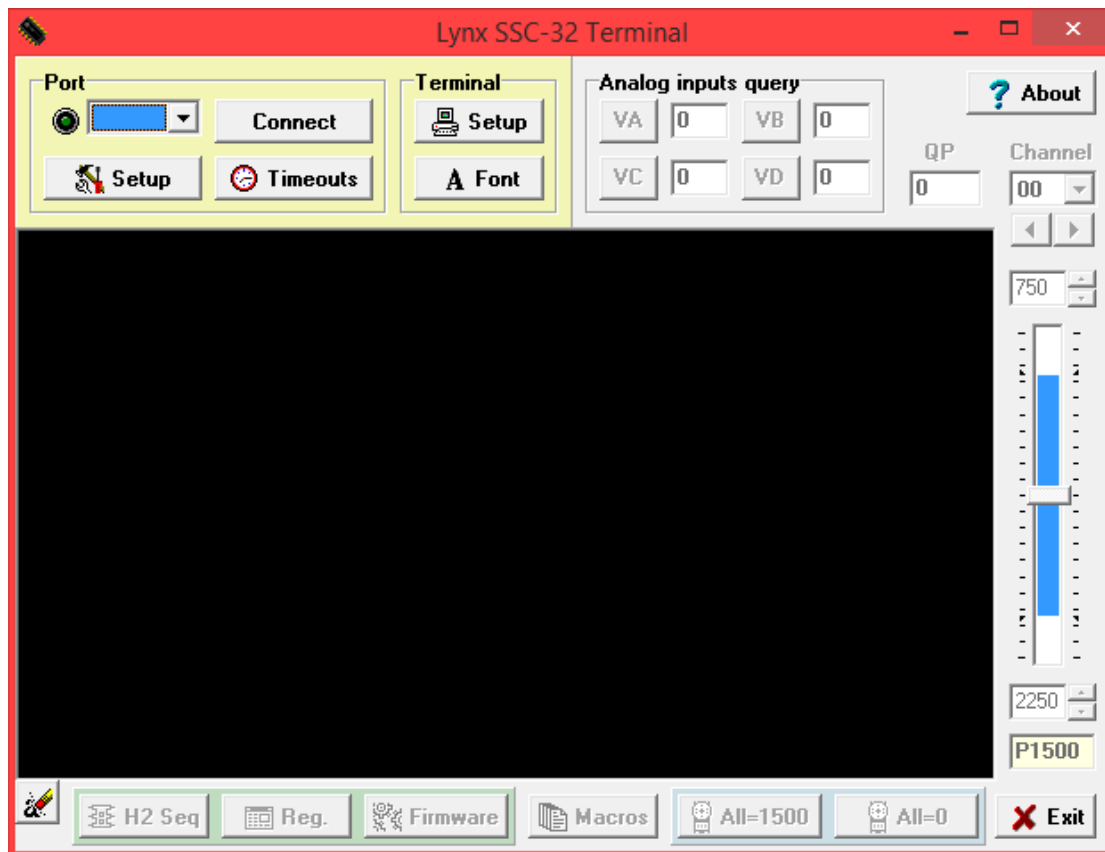 Lynx SSC-32 Terminal
Port
Connect
Setup
Timeouts
Terminal
Setup
A Font
Analog inputs query
VA
0
VB
0
VC
0
VD
0
? About
QP
0
Channel
00
750
2250
P1500
H2 Seq
Reg.
Firmware
Macros
All=1500
All=0
Exit